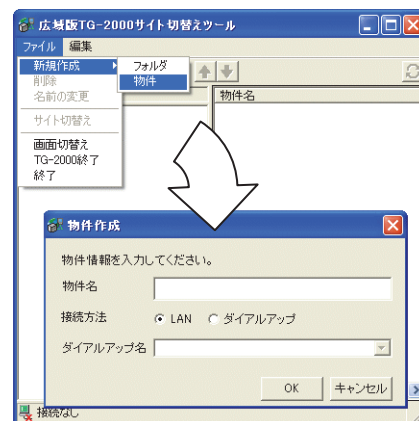 広域版TG-2000サイト切替えツール
ファイル 編集
新規作成 フォルダ
削除 物件
名前の変更 物件名
サイト切替え
画面切替え
TG-2000終了
終了
物件作成
物件情報を入力してください。
物件名
接続方法 LAN ダイアルアップ
ダイアルアップ名
OK キャンセル
接続なし